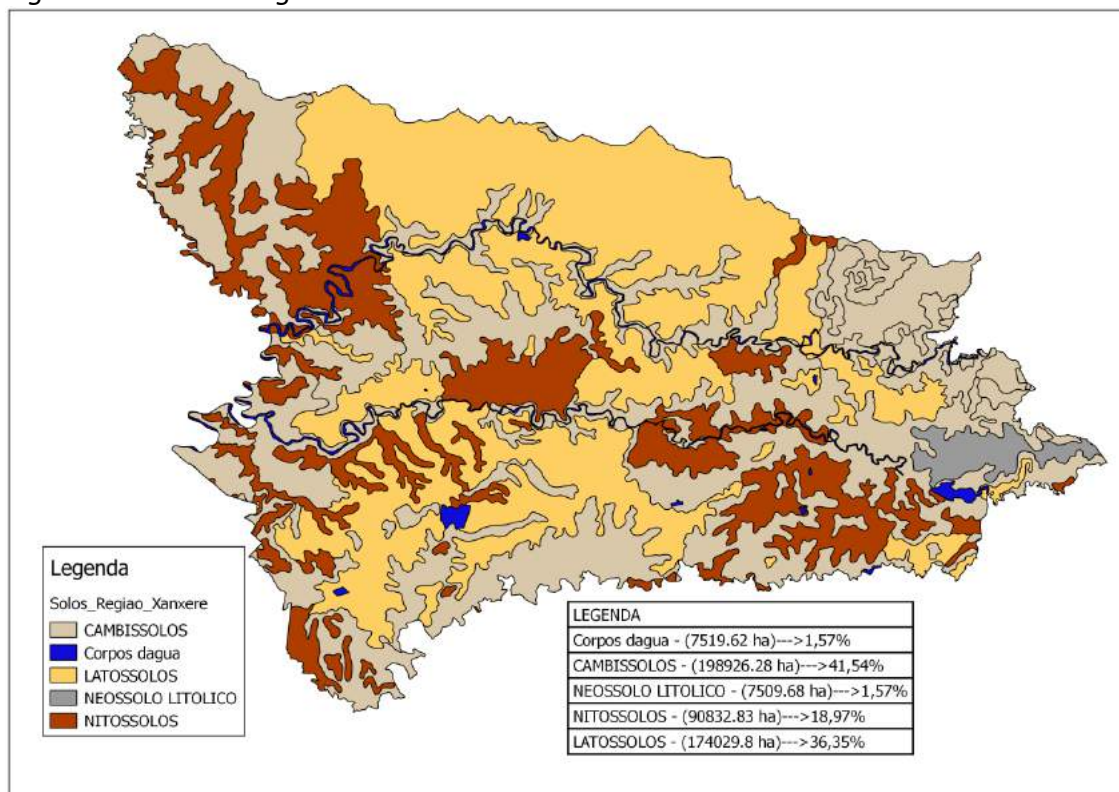 Legenda
Solos_Regiao_Xanxere
CAMBISSOLOS
Corpos dagua
LATOSSOLOS
NEOSSOLO LITOLICO
NITOSSOLOS
LEGENDA
Corpos dagua - (7519.62 ha)--->1,57%
CAMBISSOLOS - (198926.28 ha)--->41,54%
NEOSSOLO LITOLICO - (7509.68 ha)--->1,57%
NITOSSOLOS - (90832.83 ha)--->18,97%
LATOSSOLOS - (174029.8 ha)--->36,35%